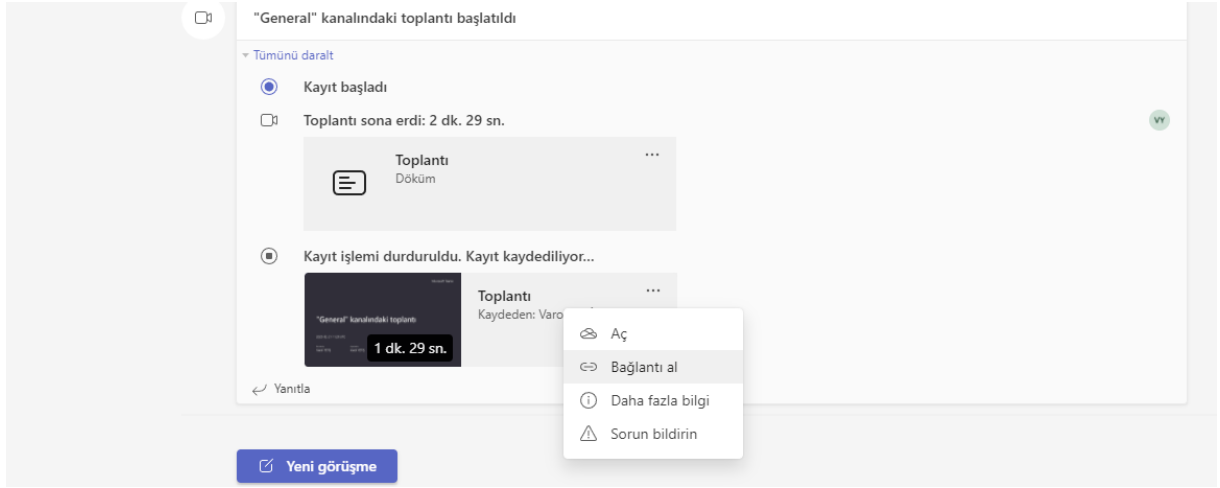 "General" kanalındaki toplantı başlatıldı
Tümünü daralt
Kayıt başladı
Toplantı sona erdi: 2 dk. 29 sn.
VY
Toplantı
...
Döküm
Kayıt işlemi durduruldu. Kayıt kaydediliyor...
Toplantı
...
Kaydeden: Varo
"General" kanalındaki toplantı
1 dk. 29 sn.
Aç
Bağlantı al
Daha fazla bilgi
Sorun bildirin
Yanıtla
Yeni görüşme